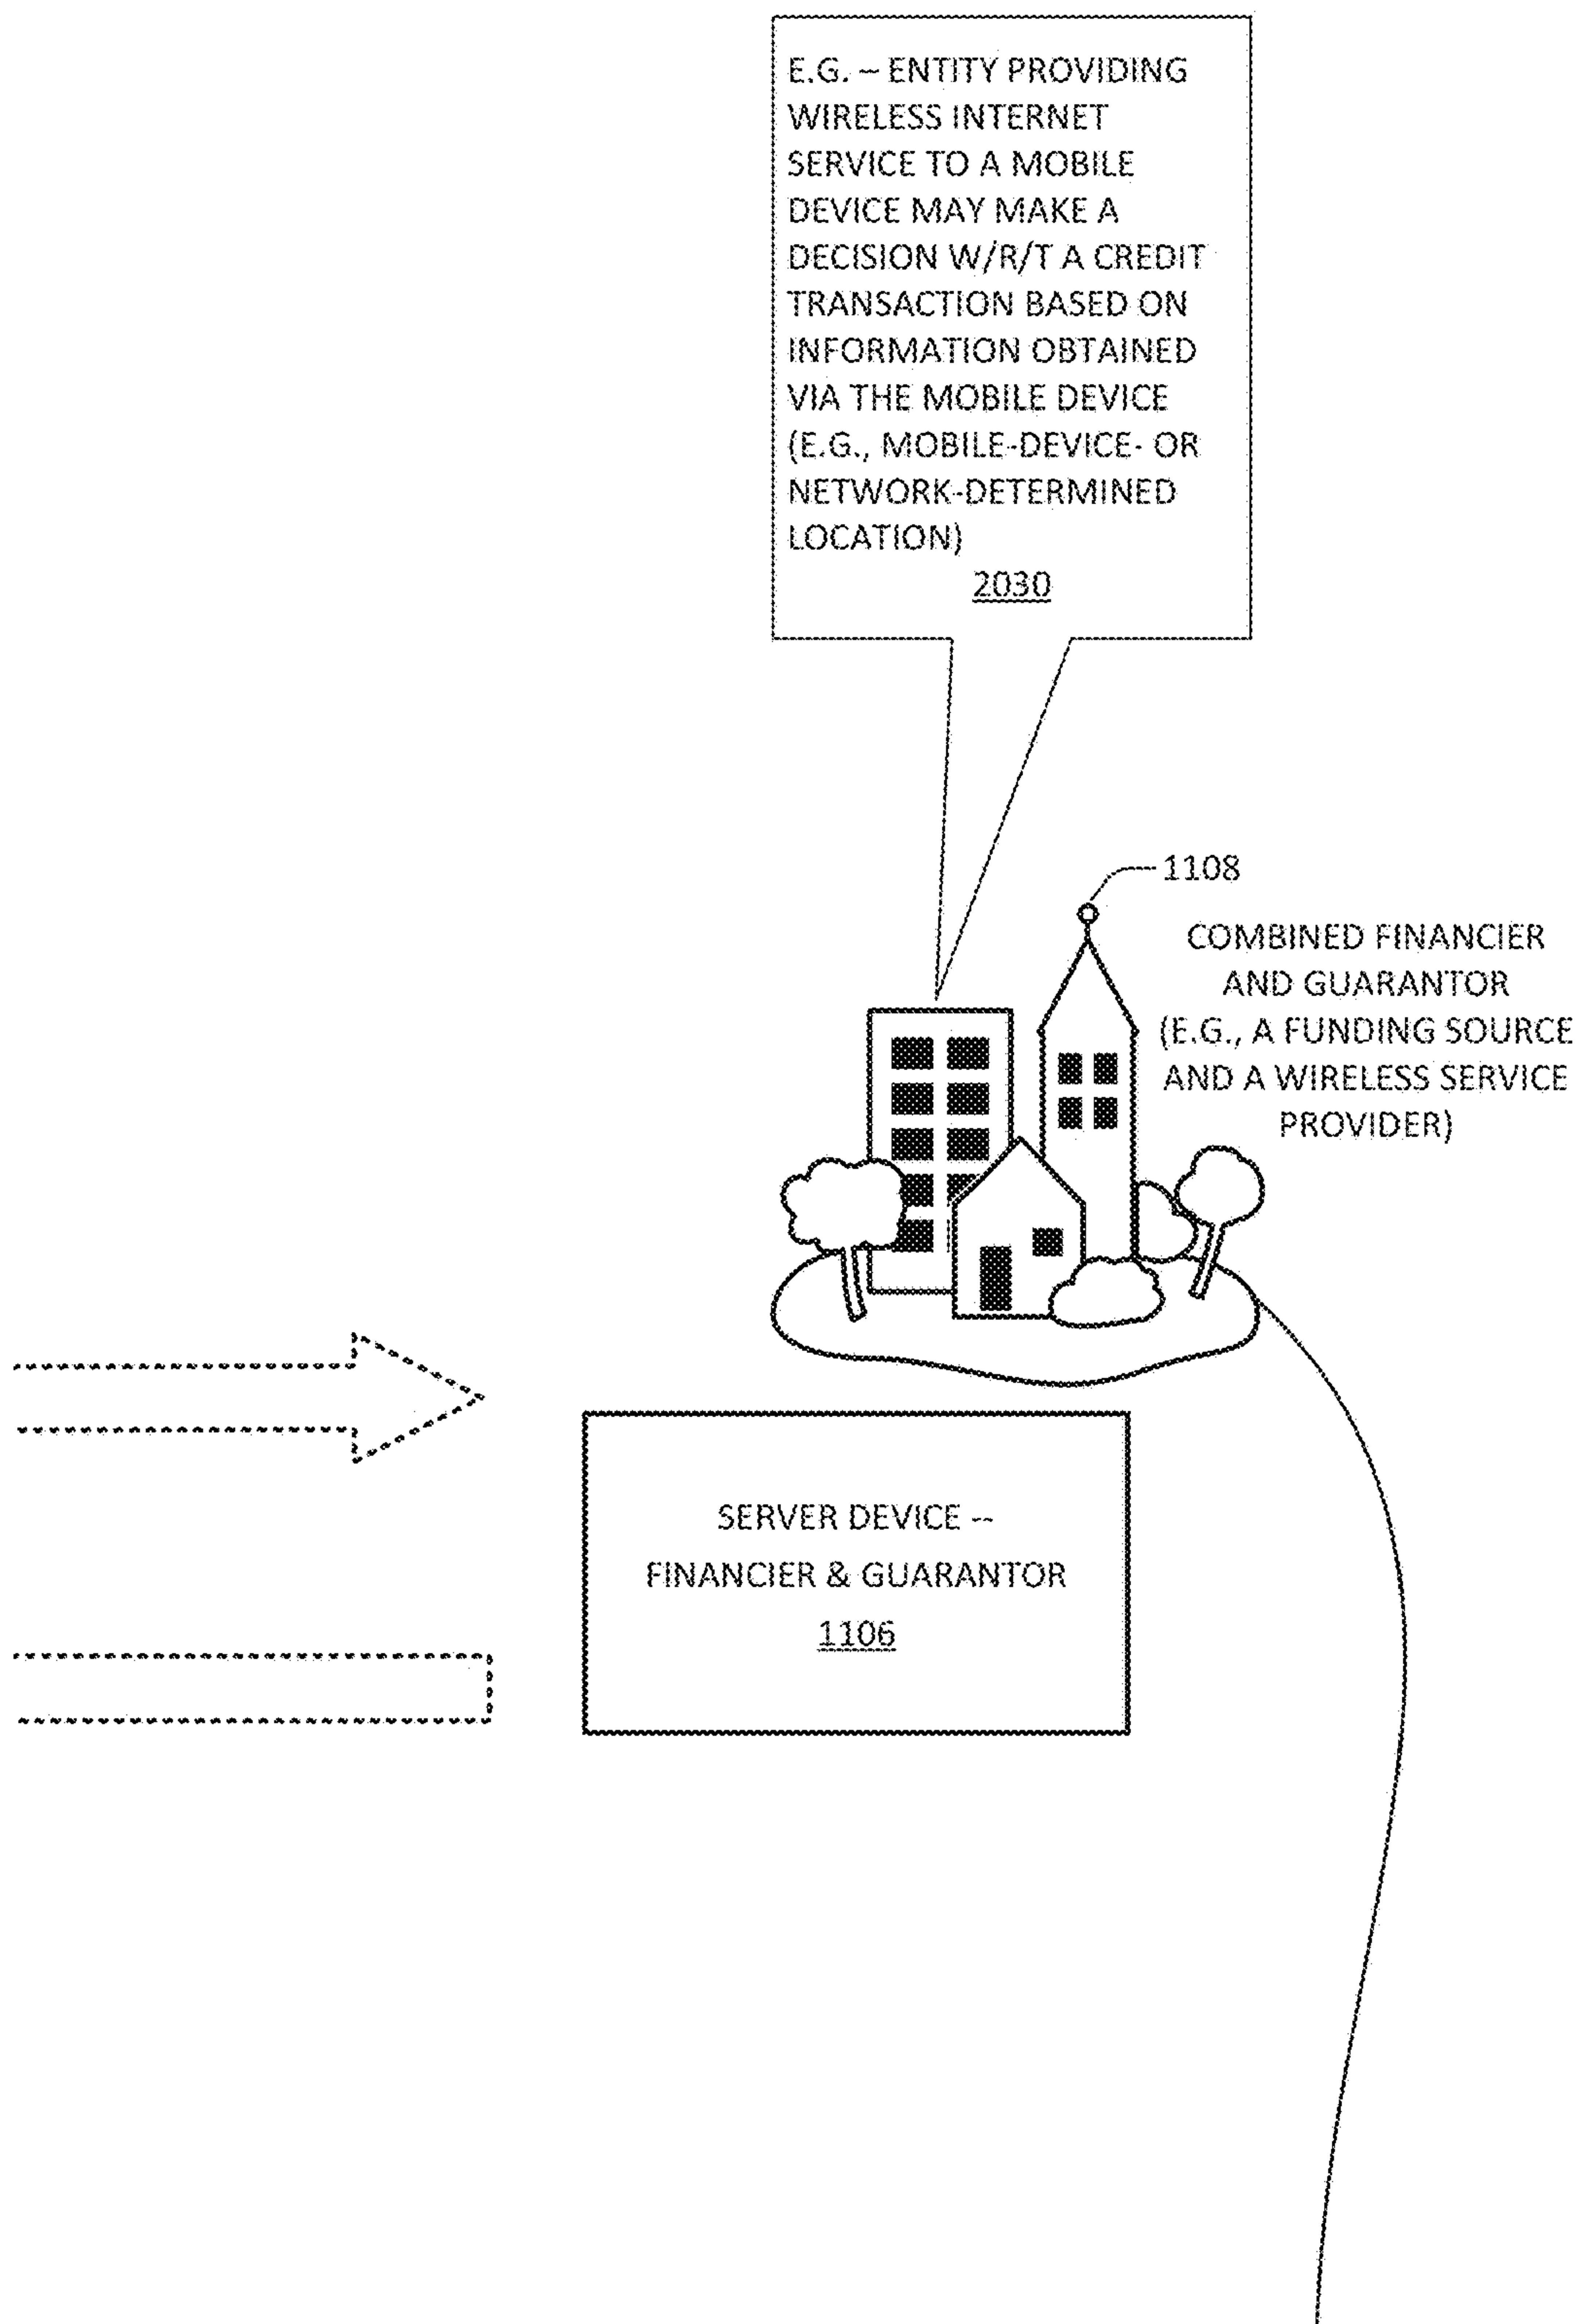 E.G. – ENTITY PROVIDING
WIRELESS INTERNET
SERVICE TO A MOBILE
DEVICE MAY MAKE A
DECISION W/R/T A CREDIT
TRANSACTION BASED ON
INFORMATION OBTAINED
VIA THE MOBILE DEVICE
(E.G., MOBILE-DEVICE- OR
NETWORK-DETERMINED
LOCATION)
2030
1108
COMBINED FINANCIER
AND GUARANTOR
(E.G., A FUNDING SOURCE
AND A WIRELESS SERVICE
PROVIDER)
SERVER DEVICE --
FINANCIER & GUARANTOR
1106